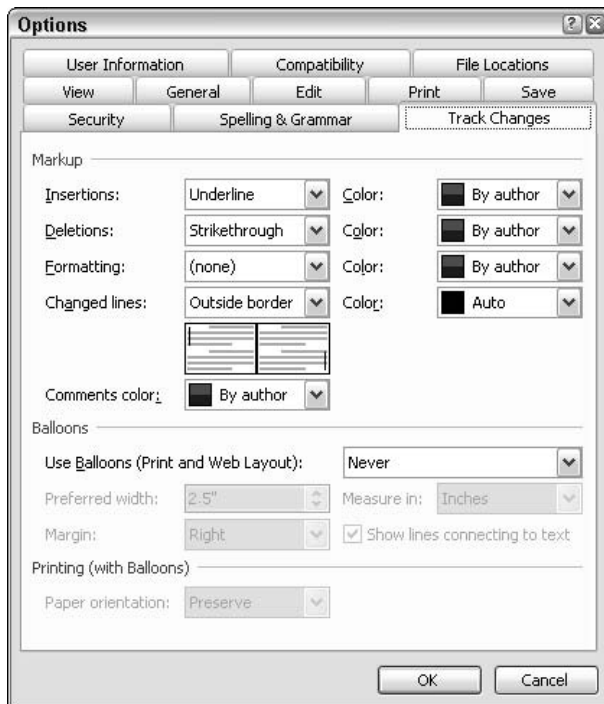 Options
User Information Compatibility File Locations
View General Edit Print Save
Security Spelling & Grammar Track Changes
Markup
Insertions: Underline Color: By author
Deletions: Strikethrough Color: By author
Formatting: (none) Color: By author
Changed lines: Outside border Color: Auto
Comments color: By author
Balloons
Use Balloons (Print and Web Layout): Never
Preferred width: 2.5" Measure in: Inches
Margin: Right Show lines connecting to text
Printing (with Balloons)
Paper orientation: Preserve
OK Cancel